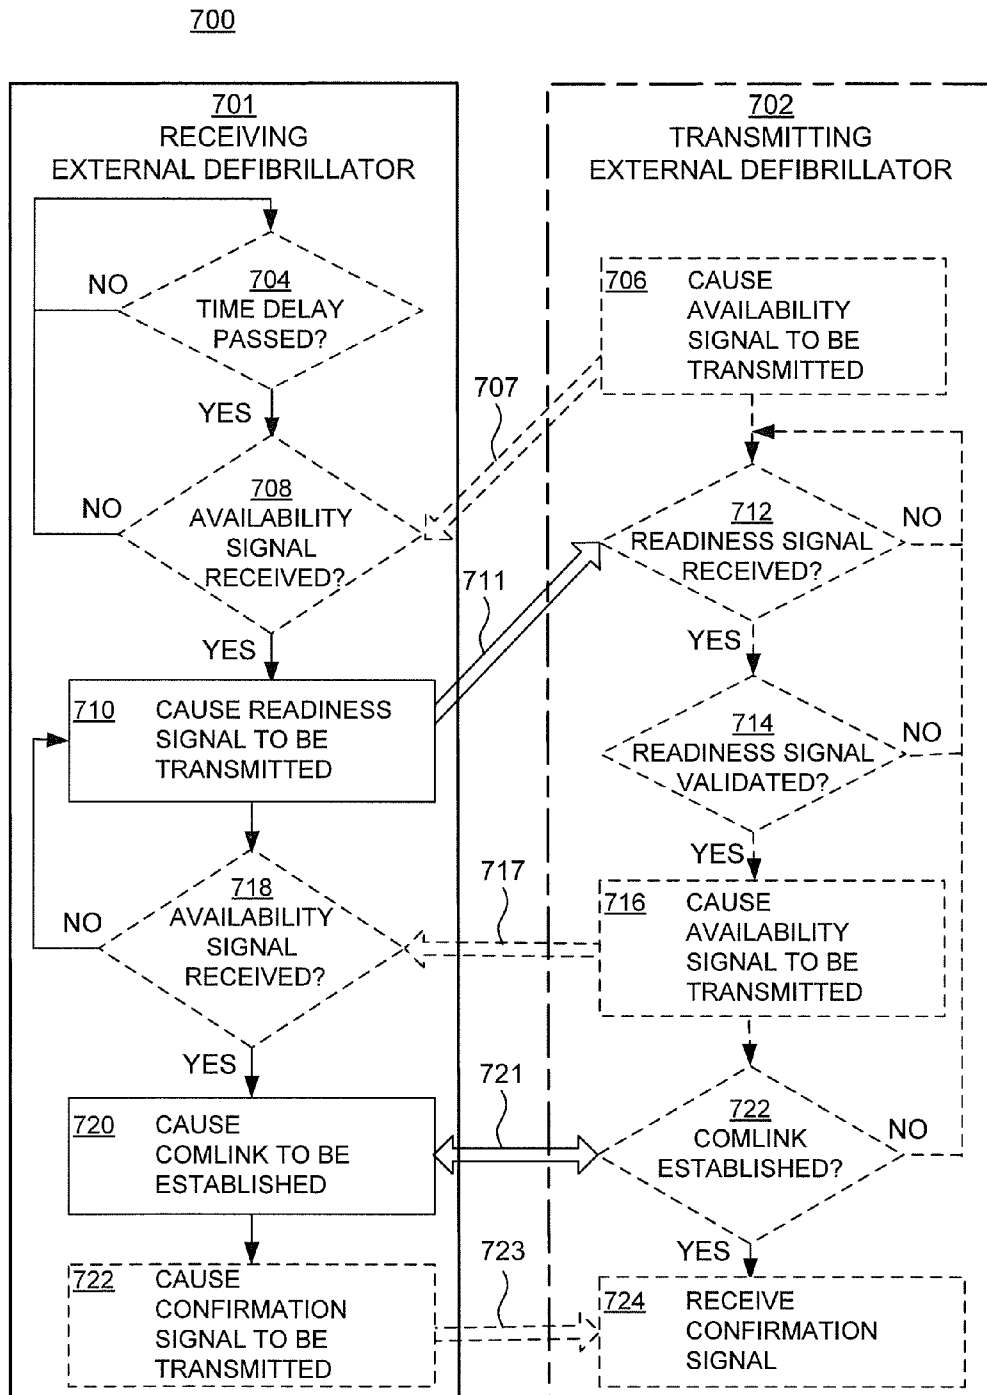 700
701
RECEIVING
EXTERNAL DEFIBRILLATOR
702
TRANSMITTING
EXTERNAL DEFIBRILLATOR
NO
704
TIME DELAY
PASSED?
YES
706 CAUSE
AVAILABILITY
SIGNAL TO BE
TRANSMITTED
707
NO
708
AVAILABILITY
SIGNAL
RECEIVED?
YES
711
712
READINESS SIGNAL
RECEIVED?
NO
YES
710 CAUSE READINESS
SIGNAL TO BE
TRANSMITTED
714
READINESS SIGNAL
VALIDATED?
NO
YES
718
AVAILABILITY
SIGNAL
RECEIVED?
NO
YES
717
716 CAUSE
AVAILABILITY
SIGNAL TO BE
TRANSMITTED
720 CAUSE
COMLINK TO BE
ESTABLISHED
721
722
COMLINK
ESTABLISHED?
NO
YES
722 CAUSE
CONFIRMATION
SIGNAL TO BE
TRANSMITTED
723
724 RECEIVE
CONFIRMATION
SIGNAL